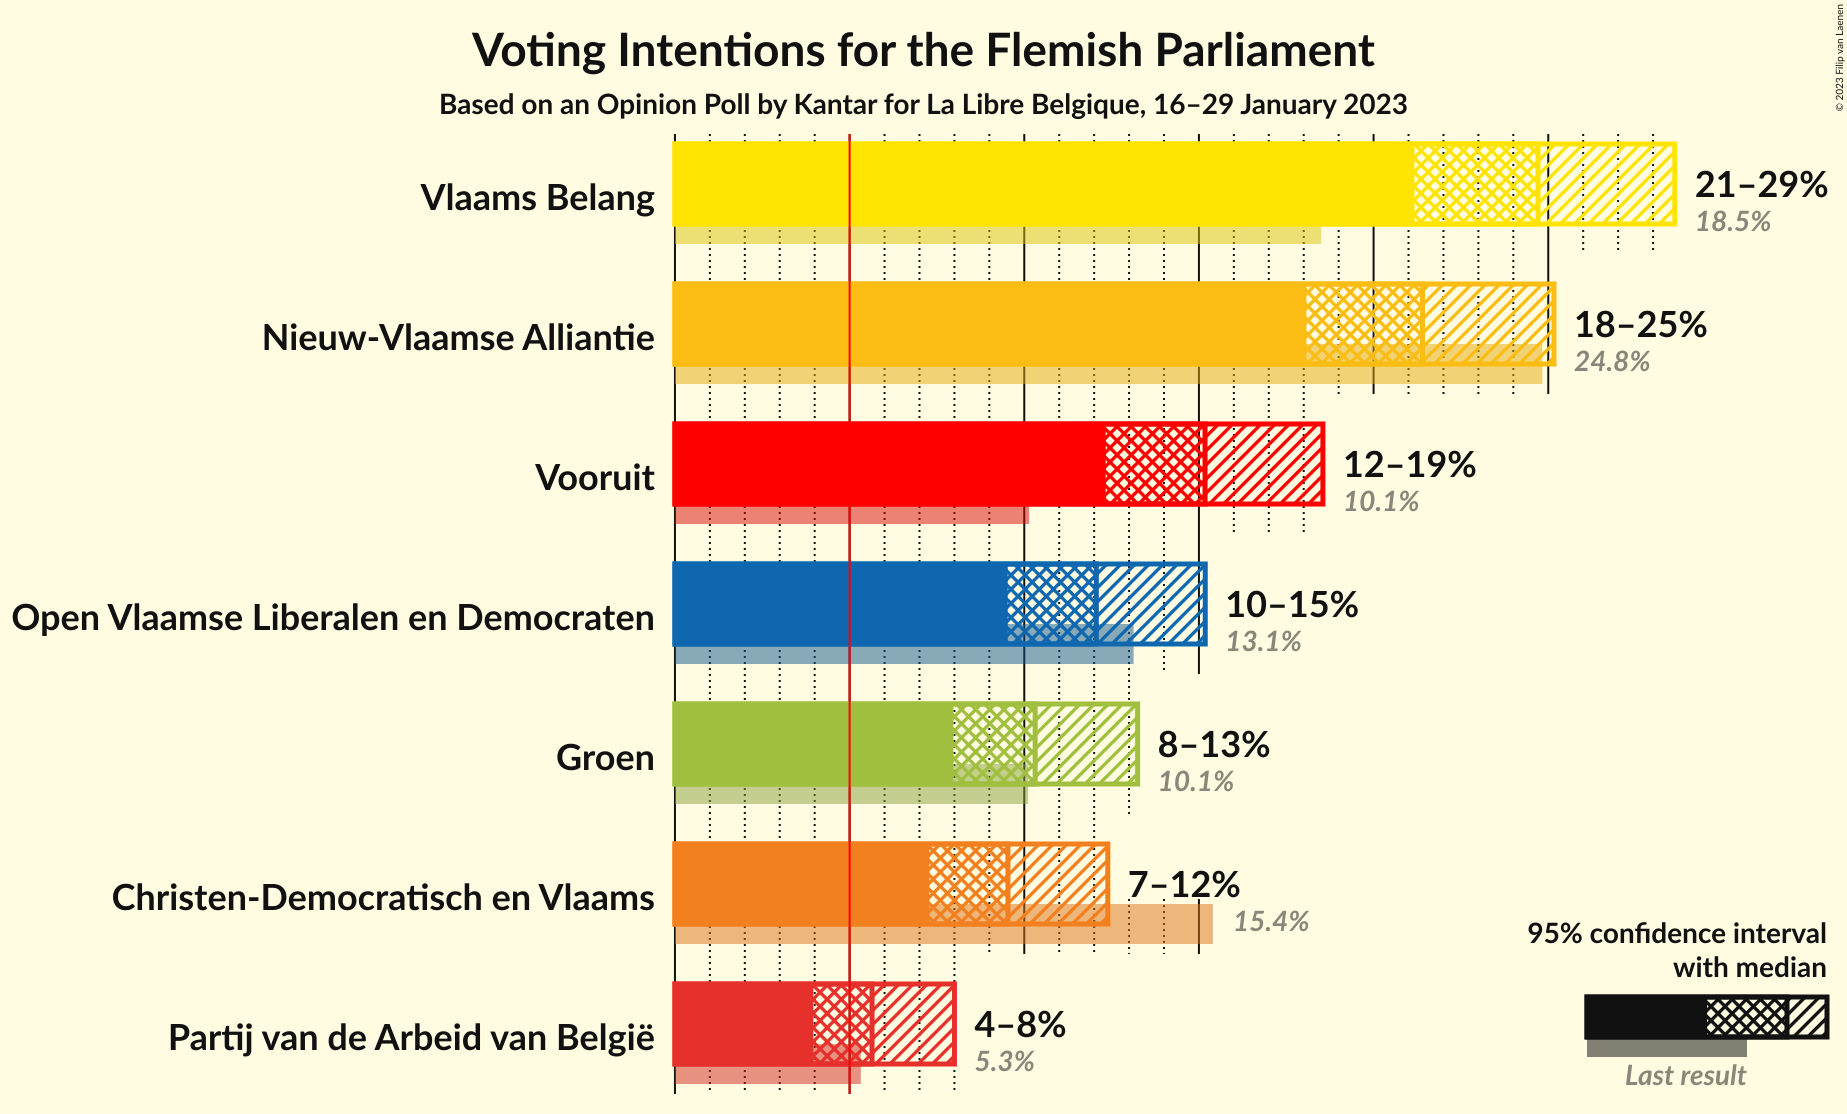 Voting Intentions for the Flemish Parliament
Based on an Opinion Poll by Kantar for La Libre Belgique, 16–29 January 2023
© 2023 Filip van Laenen
Vlaams Belang
21–29%
18.5%
Nieuw-Vlaamse Alliantie
18–25%
24.8%
Vooruit
12–19%
10.1%
Open Vlaamse Liberalen en Democraten
10–15%
13.1%
Groen
8–13%
10.1%
Christen-Democratisch en Vlaams
7–12%
15.4%
Partij van de Arbeid van België
4–8%
5.3%
95% confidence interval
with median
Last result